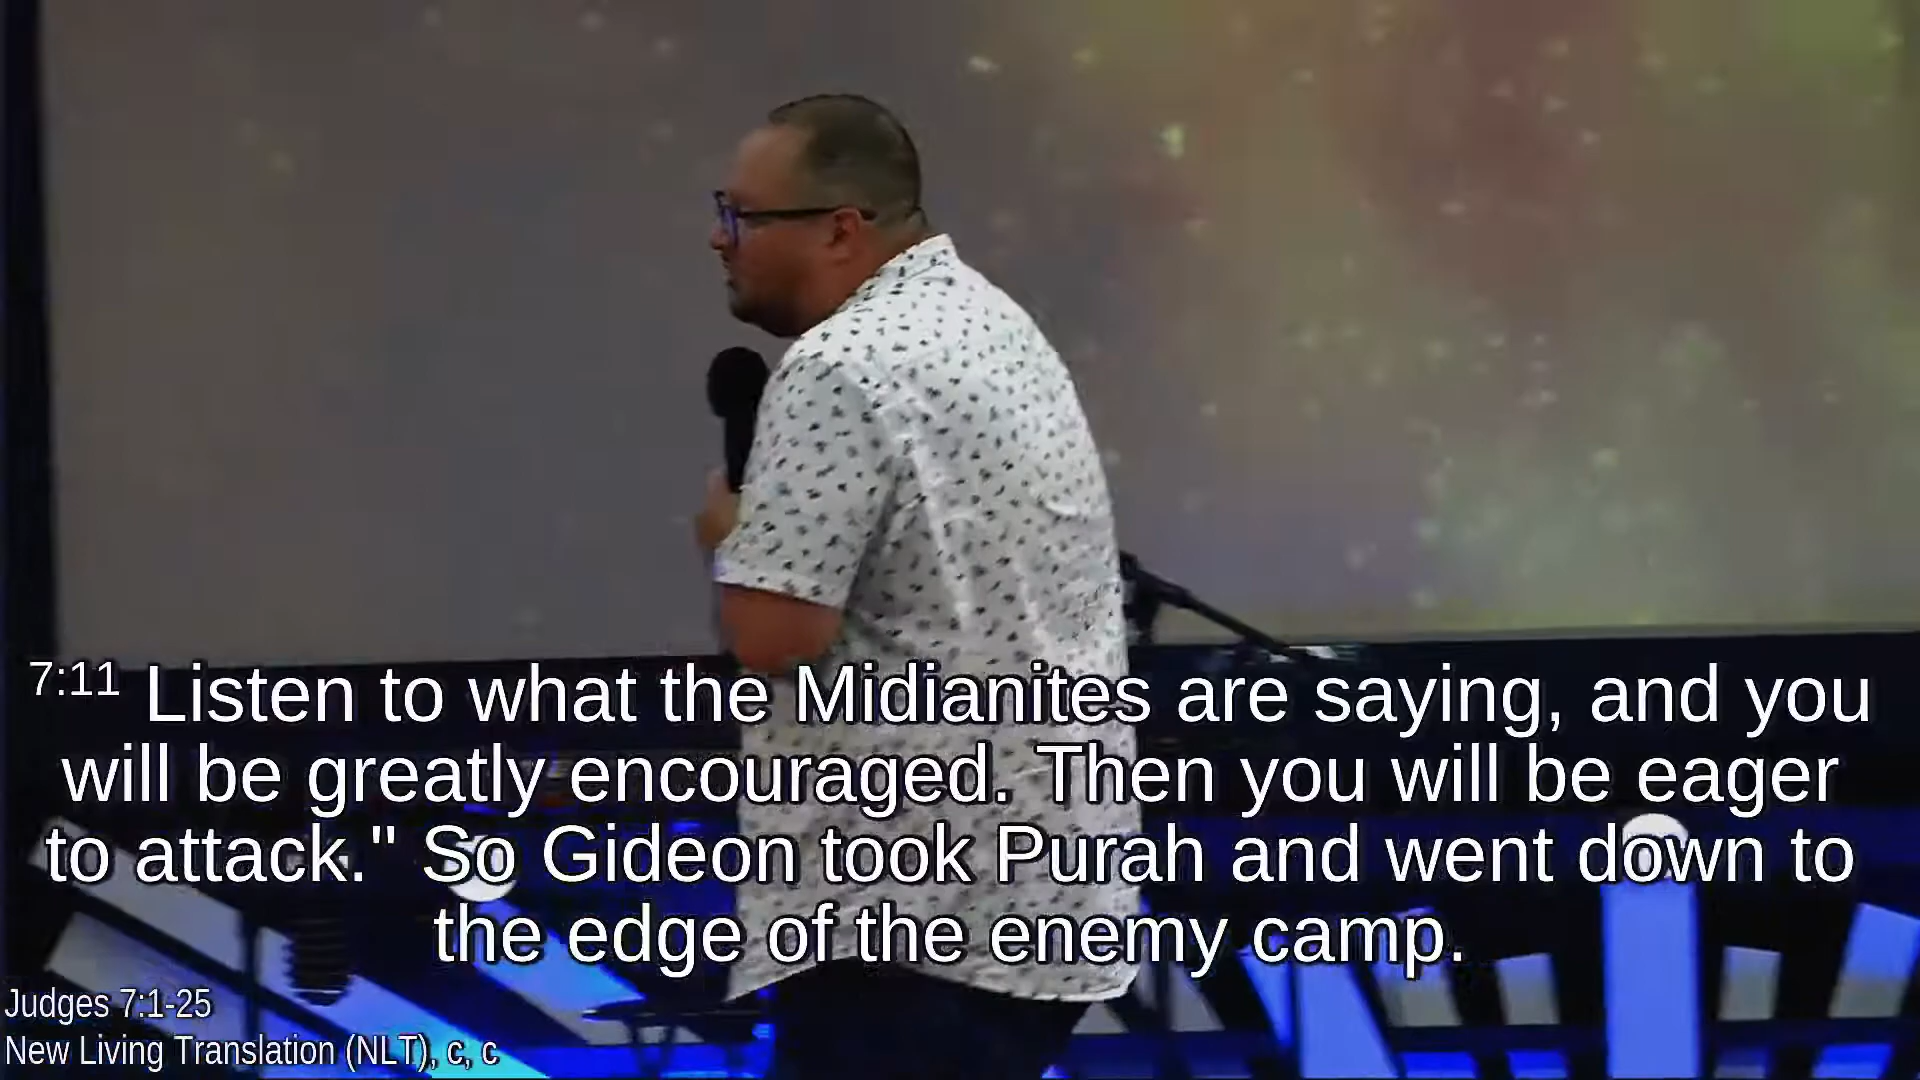 7:11 Listen to what the Midianites are saying, and you
will be greatly encouraged. Then you will be eager
to attack." So Gideon took Purah and went down to
the edge of the enemy camp.
Judges 7:1-25
New Living Translation (NLT), c, c